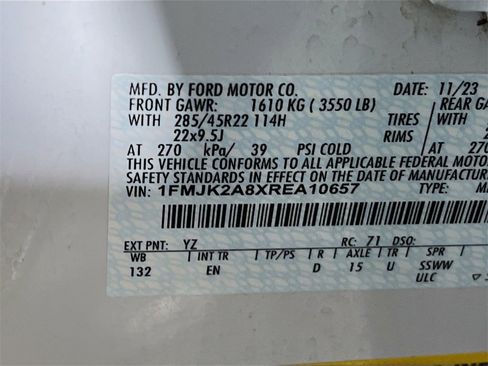 MFD. BY FORD MOTOR CO.
DATE: 11/23
FRONT GAWR: 1610 KG ( 3550 LB)
REAR GA
WITH 285/45R22 114H TIRES
WITH 22x9.5J RIMS
AT 270 kPa/ 39 PSI COLD
AT 270
THIS VEHICLE CONFORMS TO ALL APPLICABLE FEDERAL MOTOR
SAFETY STANDARDS IN EFFECT ON THE DATE OF MANUFACTURE
VIN: 1FMJK2A8XREA10657
TYPE:
EXT PNT: YZ
RC: 71 DSO:
WB INT TR TP/PS R AXLE TR SPR
132 EN D 15 U SSWW
ULC